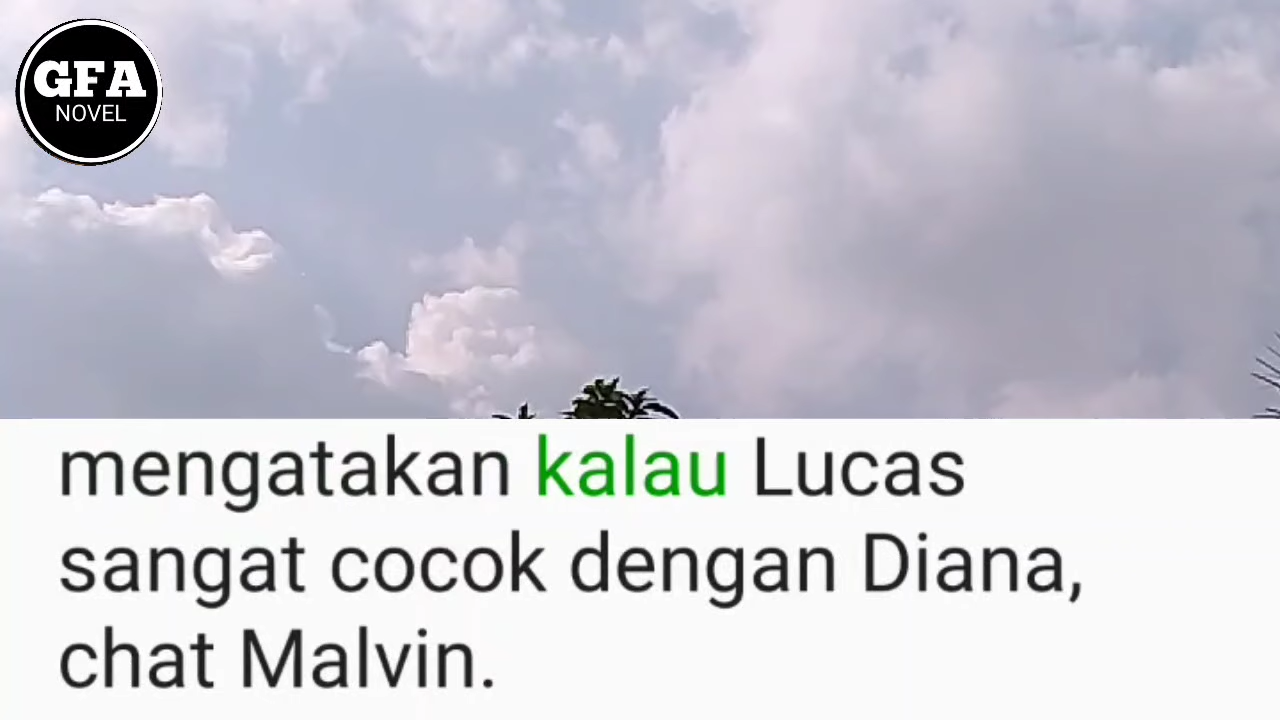 GFA
NOVEL
mengatakan kalau Lucas
sangat cocok dengan Diana,
chat Malvin.